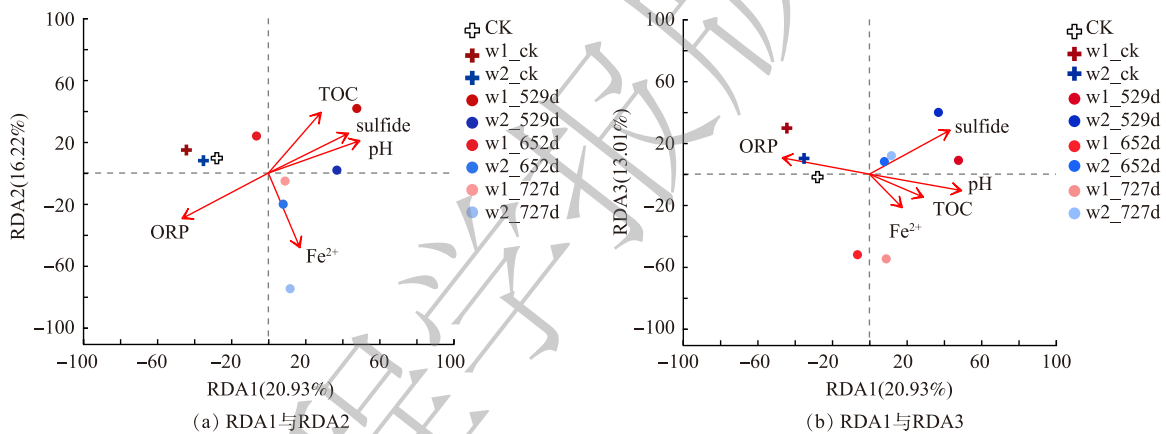 100
60
20
−20
−60
−100
RDA2(16.22%)
−100
−60
−20
20
60
100
RDA1(20.93%)
TOC
sulfide
pH
ORP
Fe²⁺
CK
w1_ck
w2_ck
w1_529d
w2_529d
w1_652d
w2_652d
w1_727d
w2_727d
(a) RDA1与RDA2
100
60
20
−20
−60
−100
RDA3(13.01%)
−100
−60
−20
20
60
100
RDA1(20.93%)
sulfide
ORP
pH
TOC
Fe²⁺
CK
w1_ck
w2_ck
w1_529d
w2_529d
w1_652d
w2_652d
w1_727d
w2_727d
(b) RDA1与RDA3
程学报版